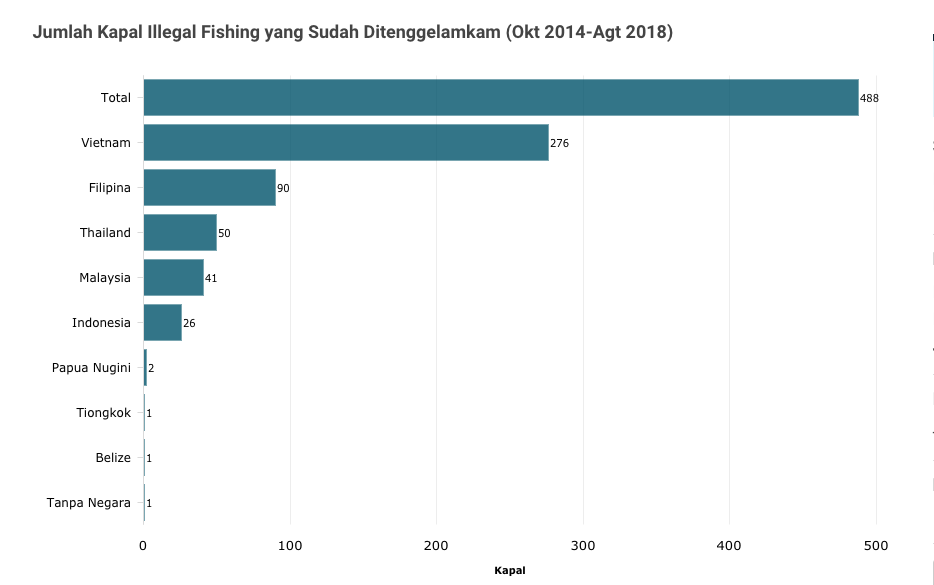 Jumlah Kapal Illegal Fishing yang Sudah Ditenggelamkam (Okt 2014-Agt 2018)
Total 488
Vietnam 276
Filipina 90
Thailand 50
Malaysia 41
Indonesia 26
Papua Nugini 2
Tiongkok 1
Belize 1
Tanpa Negara 1
0 100 200 300 400 500
Kapal